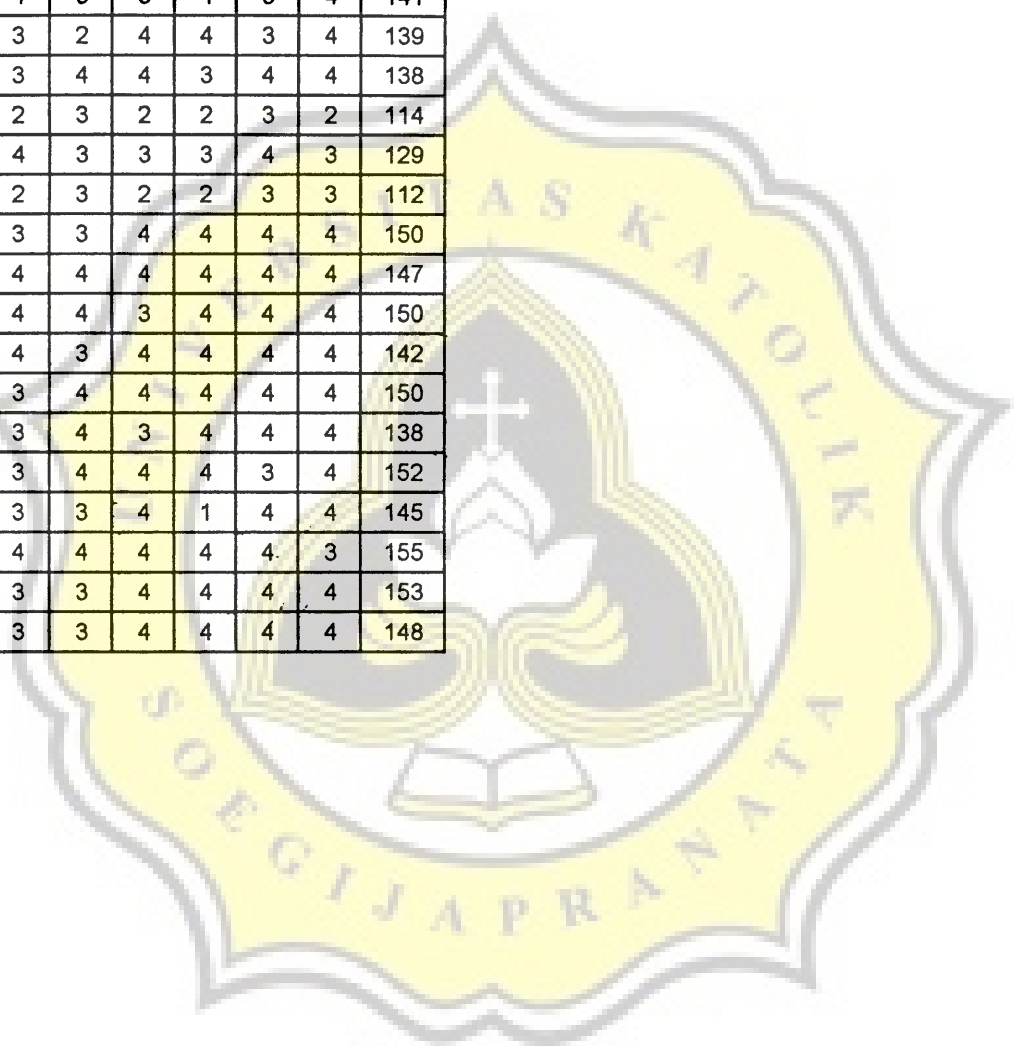 3 2 4 4 3 4 139
3 4 4 3 4 4 138
2 3 2 2 3 2 114
4 3 3 3 4 3 129
2 3 2 2 3 3 112
3 3 4 4 4 4 150
4 4 4 4 4 4 147
4 4 3 4 4 4 150
4 3 4 4 4 4 142
3 4 4 4 4 4 150
3 4 3 4 4 4 138
3 4 4 4 3 4 152
3 3 4 1 4 4 145
4 4 4 4 4 3 155
3 3 4 4 4 4 153
3 3 4 4 4 4 148
UNIVERSITAS KATOLIK
SOEGIJAPRANATA